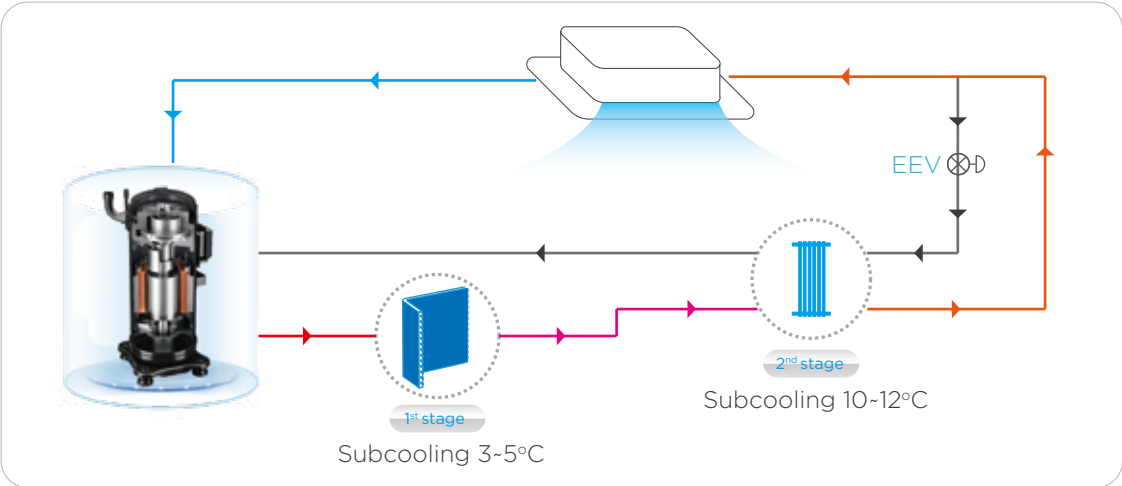 EEV
2nd stage
Subcooling 10~12°C
1st stage
Subcooling 3~5°C